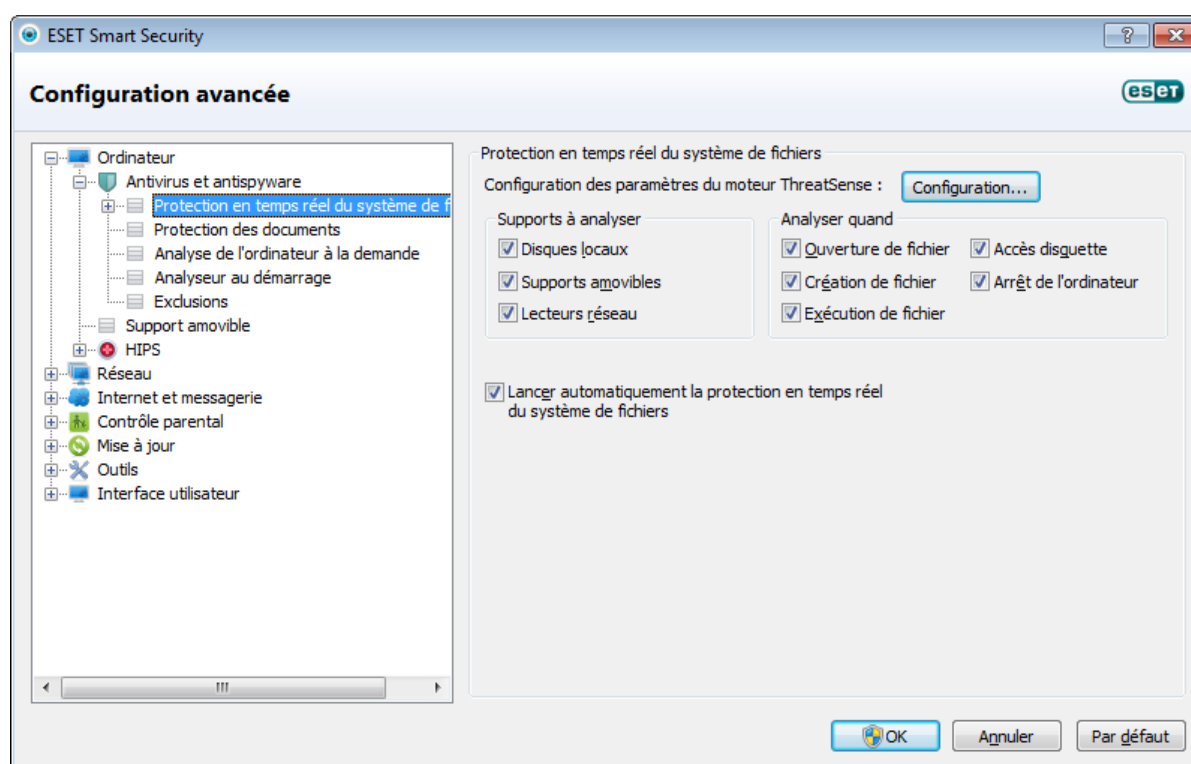 ESET Smart Security
Configuration avancée
eset
Ordinateur
Antivirus et antispyware
Protection en temps réel du système de f
Protection des documents
Analyse de l'ordinateur à la demande
Analyseur au démarrage
Exclusions
Support amovible
HIPS
Réseau
Internet et messagerie
Contrôle parental
Mise à jour
Outils
Interface utilisateur
Protection en temps réel du système de fichiers
Configuration des paramètres du moteur ThreatSense :
Configuration...
Supports à analyser
Disques locaux
Supports amovibles
Lecteurs réseau
Analyser quand
Ouverture de fichier
Accès disquette
Création de fichier
Arrêt de l'ordinateur
Exécution de fichier
Lancer automatiquement la protection en temps réel
du système de fichiers
OK
Annuler
Par défaut